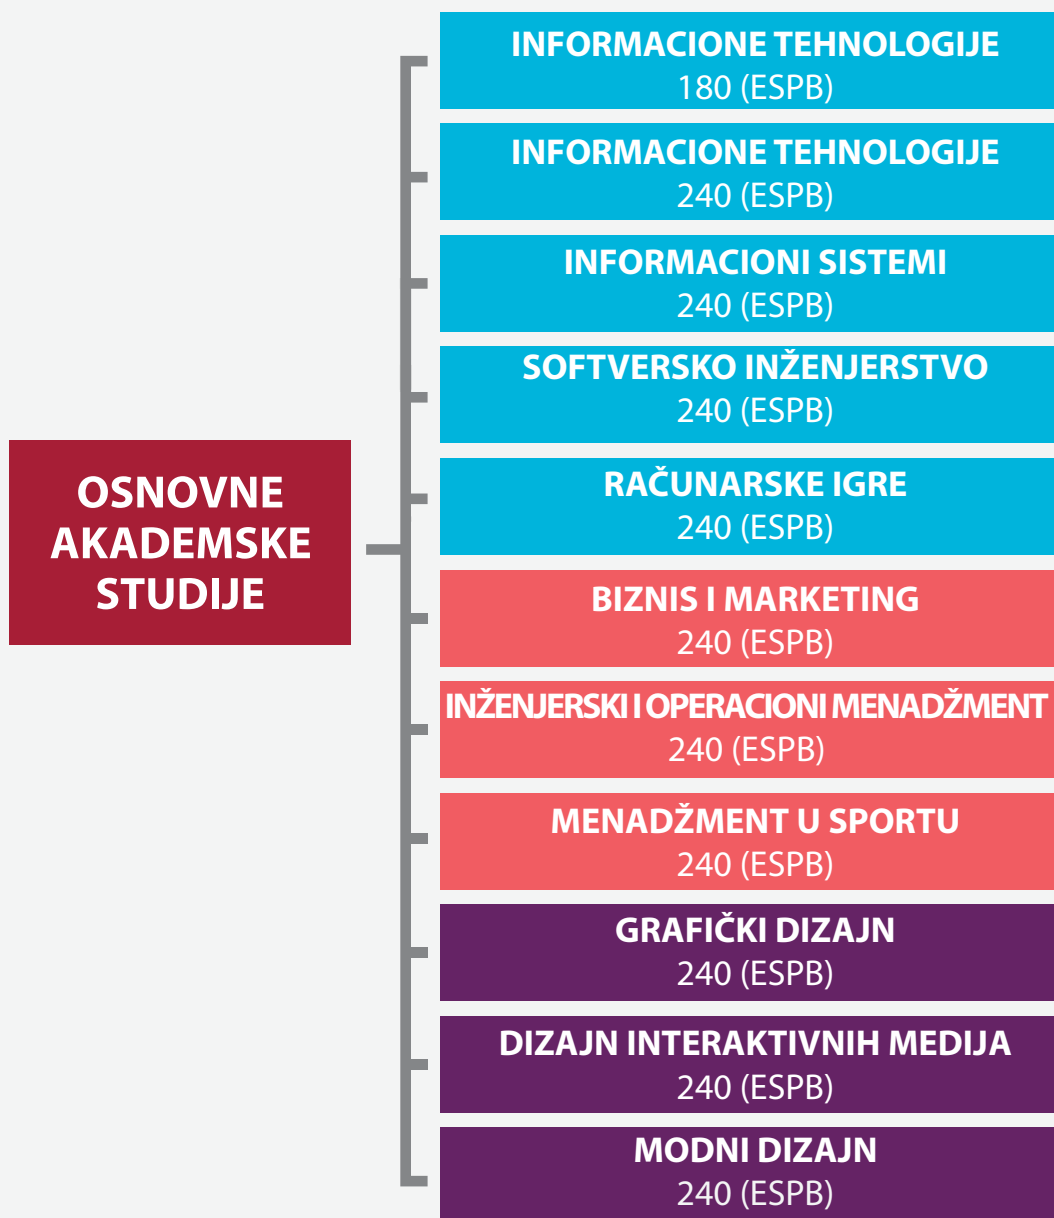 OSNOVNE
AKADEMSKE
STUDIJE
INFORMACIONE TEHNOLOGIJE
180 (ESPB)
INFORMACIONE TEHNOLOGIJE
240 (ESPB)
INFORMACIONI SISTEMI
240 (ESPB)
SOFTVERSKO INŽENJERSTVO
240 (ESPB)
RAČUNARSKE IGRE
240 (ESPB)
BIZNIS I MARKETING
240 (ESPB)
INŽENJERSKI I OPERACIONI MENADŽMENT
240 (ESPB)
MENADŽMENT U SPORTU
240 (ESPB)
GRAFIČKI DIZAJN
240 (ESPB)
DIZAJN INTERAKTIVNIH MEDIJA
240 (ESPB)
MODNI DIZAJN
240 (ESPB)